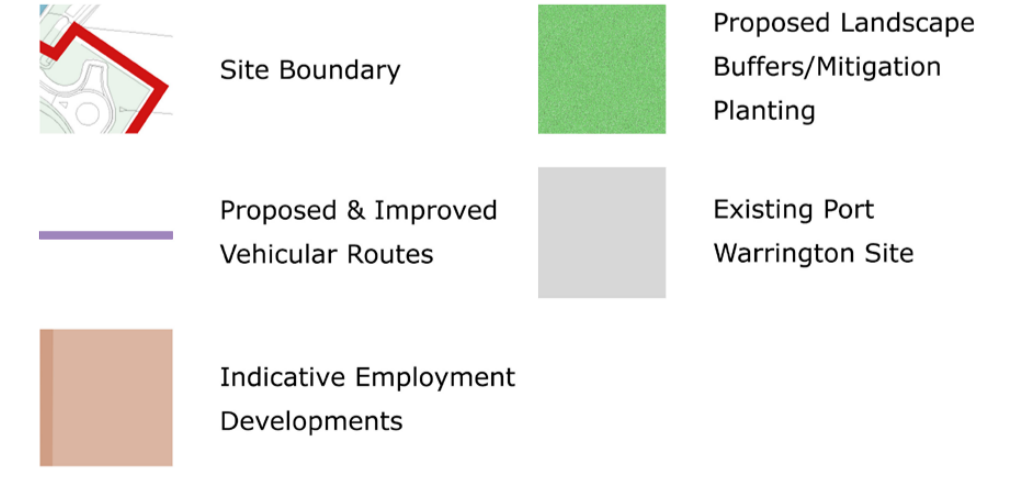 Site Boundary
Proposed & Improved
Vehicular Routes
Indicative Employment
Developments
Proposed Landscape
Buffers/Mitigation
Planting
Existing Port
Warrington Site